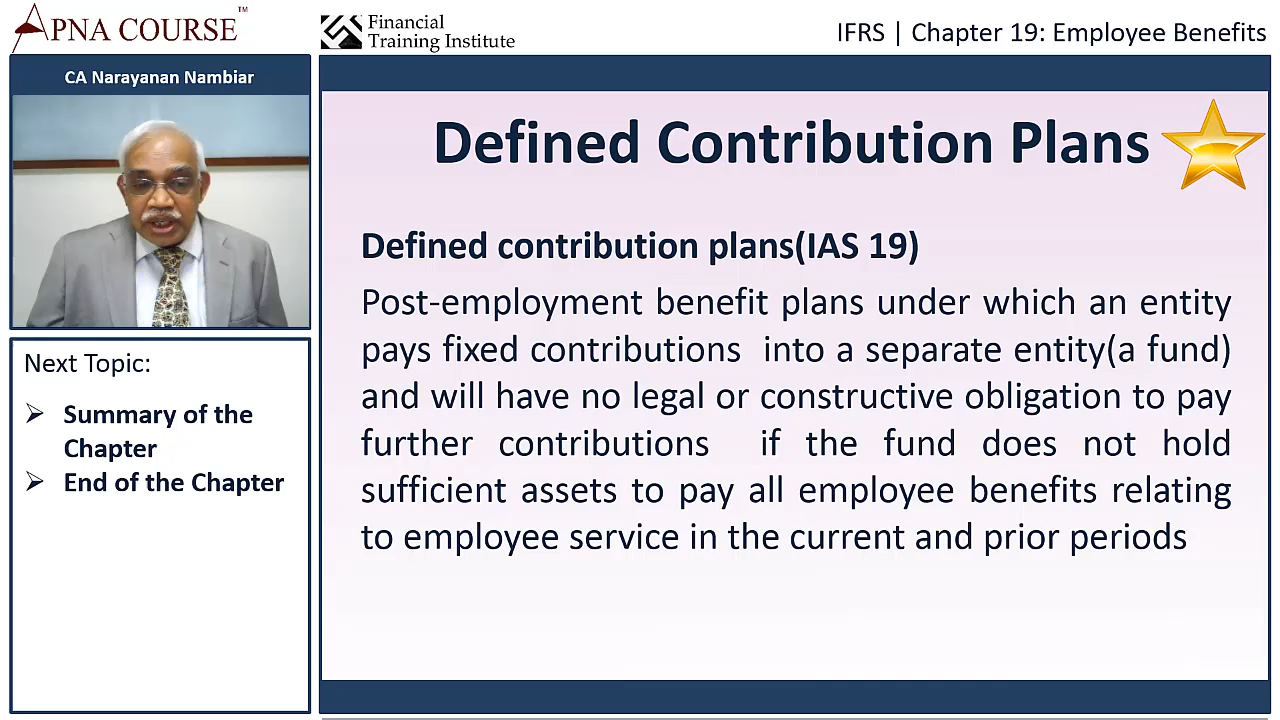 APNA COURSE™
Financial
Training Institute
IFRS | Chapter 19: Employee Benefits
CA Narayanan Nambiar
Next Topic:
➢ Summary of the
Chapter
➢ End of the Chapter
Defined Contribution Plans
Defined contribution plans(IAS 19)
Post-employment benefit plans under which an entity
pays fixed contributions into a separate entity(a fund)
and will have no legal or constructive obligation to pay
further contributions if the fund does not hold
sufficient assets to pay all employee benefits relating
to employee service in the current and prior periods